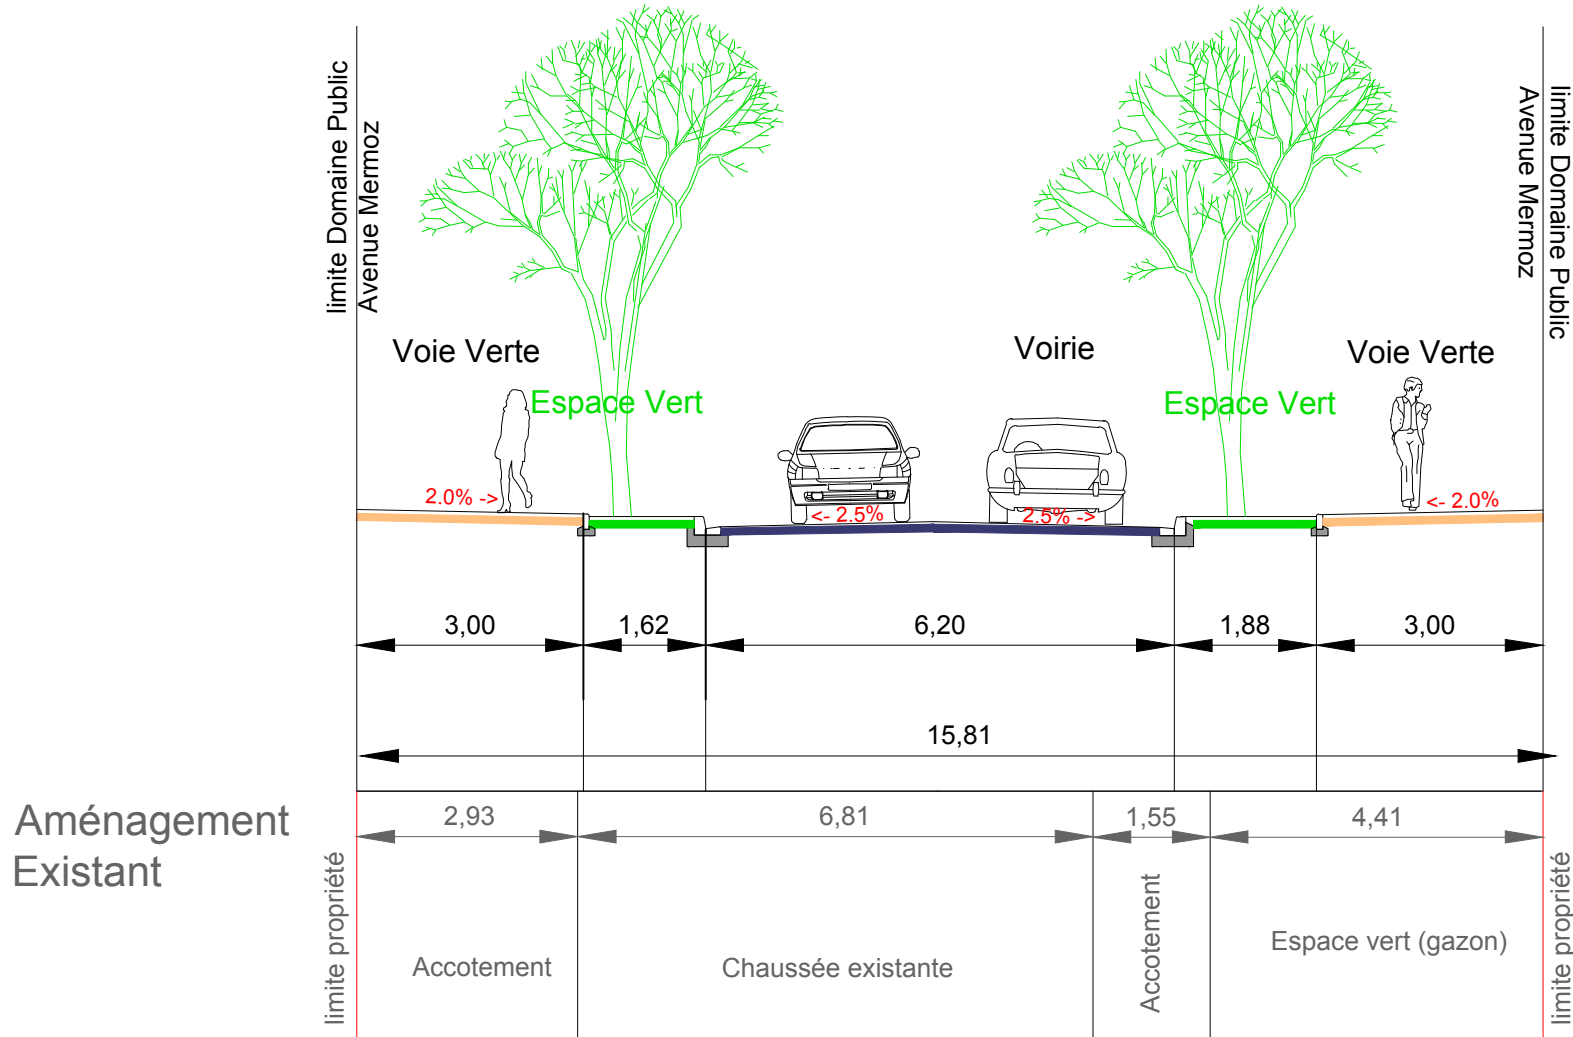 limite Domaine Public
Avenue Mermoz
limite Domaine Public
Avenue Mermoz
Voie Verte
Voirie
Voie Verte
Espace Vert
Espace Vert
2.0% ->
<- 2.5%
2.5% ->
<- 2.0%
3,00
1,62
6,20
1,88
3,00
15,81
Aménagement
Existant
2,93
6,81
1,55
4,41
limite propriété
Accotement
Chaussée existante
Accotement
Espace vert (gazon)
limite propriété